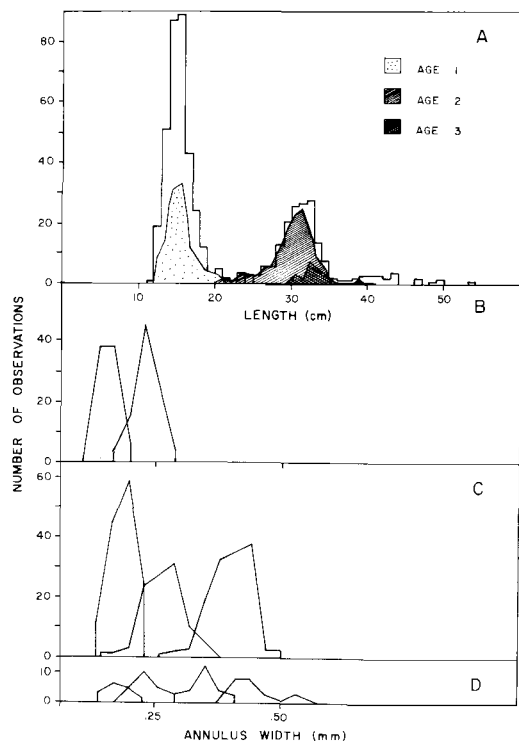 80
60
40
20
0
A
AGE 1
AGE 2
AGE 3
10 20 30 40 50
LENGTH (cm)
B
NUMBER OF OBSERVATIONS
40
20
0
C
60
40
20
0
D
10
0
.25 .50
ANNULUS WIDTH (mm)